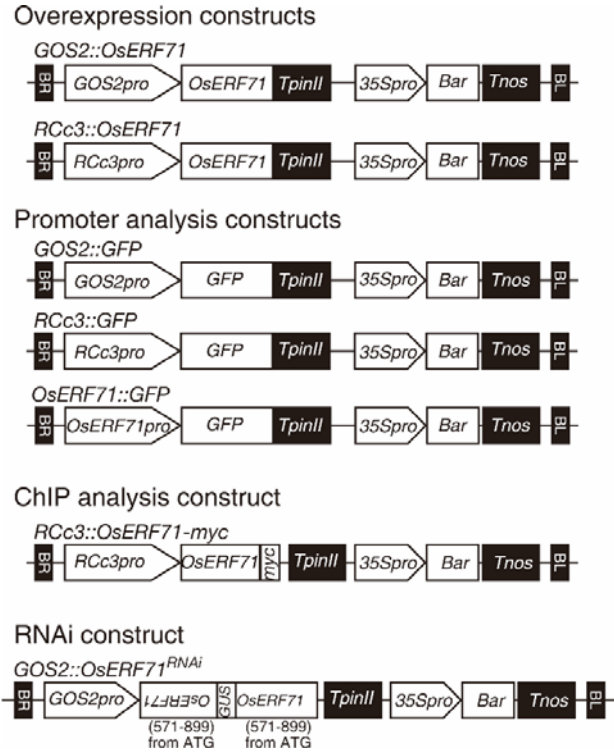 Overexpression constructs
GOS2::OsERF71
BR GOS2pro OsERF71 TpinII 35Spro Bar Tnos BL
RCc3::OsERF71
BR RCc3pro OsERF71 TpinII 35Spro Bar Tnos BL
Promoter analysis constructs
GOS2::GFP
BR GOS2pro GFP TpinII 35Spro Bar Tnos BL
RCc3::GFP
BR RCc3pro GFP TpinII 35Spro Bar Tnos BL
OsERF71::GFP
BR OsERF71pro GFP TpinII 35Spro Bar Tnos BL
ChIP analysis construct
RCc3::OsERF71-myc
BR RCc3pro OsERF71 myc TpinII 35Spro Bar Tnos BL
RNAi construct
GOS2::OsERF71RNAi
BR GOS2pro OsERF71 GUS OsERF71 TpinII 35Spro Bar Tnos BL
(571-899) (571-899)
from ATG from ATG